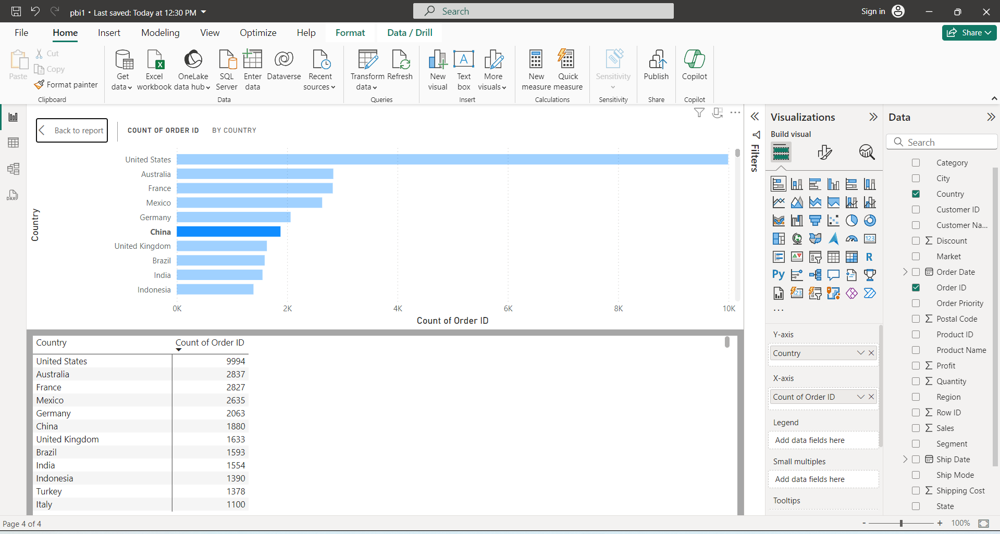 pbi1 • Last saved: Today at 12:30 PM
Search
Sign in
File
Home
Insert
Modeling
View
Optimize
Help
Format
Data / Drill
Share
Paste
Cut
Copy
Format painter
Clipboard
Get data
Excel workbook
OneLake data hub
SQL Server
Enter data
Dataverse
Recent sources
Data
Transform data
Refresh
Queries
New visual
Text box
More visuals
Insert
New measure
Quick measure
Calculations
Sensitivity
Sensitivity
Publish
Share
Copilot
Copilot
Back to report
COUNT OF ORDER ID
BY COUNTRY
Country
United States
Australia
France
Mexico
Germany
China
United Kingdom
Brazil
India
Indonesia
0K 2K 4K 6K 8K 10K
Count of Order ID
Country Count of Order ID
United States 9994
Australia 2837
France 2827
Mexico 2635
Germany 2063
China 1880
United Kingdom 1633
Brazil 1593
India 1554
Indonesia 1390
Turkey 1378
Italy 1100
Filters
Visualizations
Build visual
123
R
Py
123
...
Y-axis
Country
X-axis
Count of Order ID
Legend
Add data fields here
Small multiples
Add data fields here
Tooltips
Data
Search
Category
City
Country
Customer ID
Customer Na...
Σ Discount
Market
Order Date
Order ID
Order Priority
Σ Postal Code
Product ID
Product Name
Σ Profit
Σ Quantity
Region
Σ Row ID
Σ Sales
Segment
Ship Date
Ship Mode
Σ Shipping Cost
State
DAX
Page 4 of 4
- + 100%